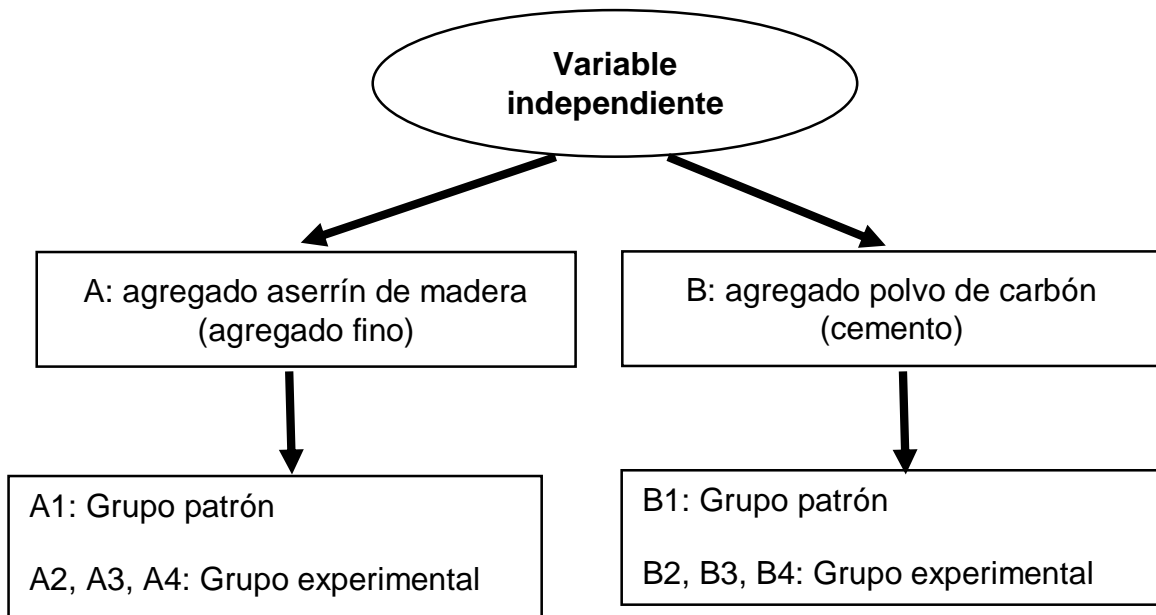 Variable
independiente
A: agregado aserrín de madera
(agregado fino)
B: agregado polvo de carbón
(cemento)
A1: Grupo patrón
A2, A3, A4: Grupo experimental
B1: Grupo patrón
B2, B3, B4: Grupo experimental